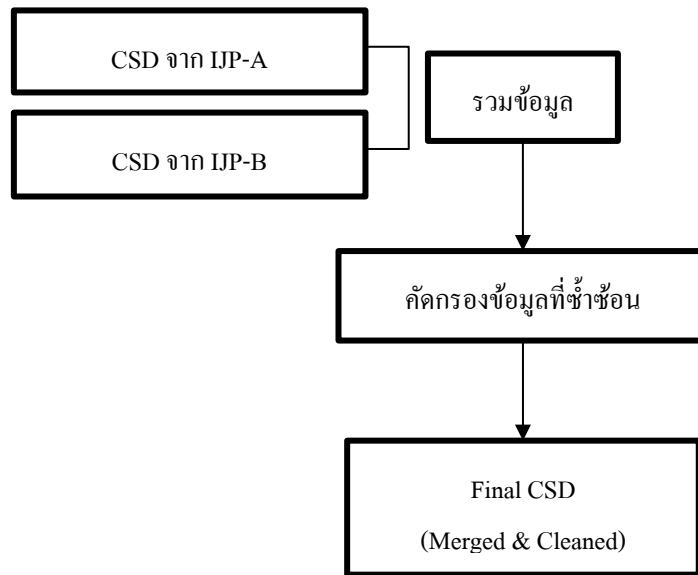 CSD จาก IJP-A
รวมข้อมูล
CSD จาก IJP-B
คัดกรองข้อมูลที่ซ้ำซ้อน
Final CSD
(Merged & Cleaned)